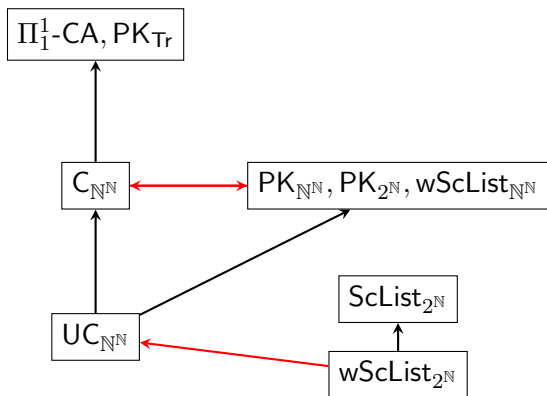 Π¹₁-CA, PK_Tr
C_ℕ^ℕ
PK_ℕ^ℕ, PK_2^ℕ, wScList_ℕ^ℕ
ScList_2^ℕ
UC_ℕ^ℕ
wScList_2^ℕ